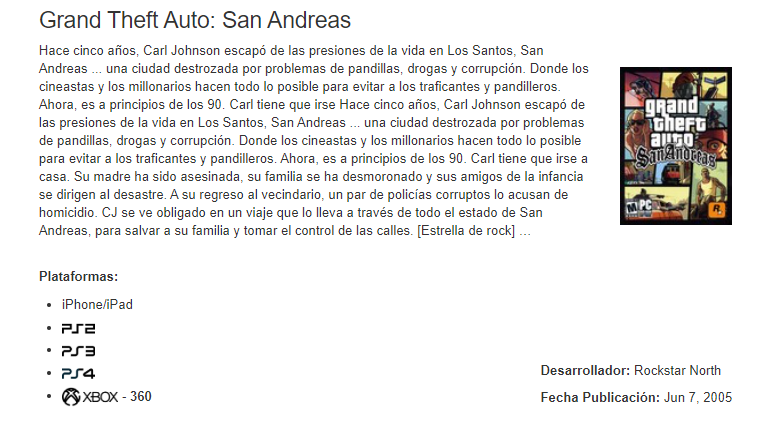 Grand Theft Auto: San Andreas
Hace cinco años, Carl Johnson escapó de las presiones de la vida en Los Santos, San
Andreas ... una ciudad destrozada por problemas de pandillas, drogas y corrupción. Donde los
cineastas y los millonarios hacen todo lo posible para evitar a los traficantes y pandilleros.
Ahora, es a principios de los 90. Carl tiene que irse Hace cinco años, Carl Johnson escapó de
las presiones de la vida en Los Santos, San Andreas ... una ciudad destrozada por problemas
de pandillas, drogas y corrupción. Donde los cineastas y los millonarios hacen todo lo posible
para evitar a los traficantes y pandilleros. Ahora, es a principios de los 90. Carl tiene que irse a
casa. Su madre ha sido asesinada, su familia se ha desmoronado y sus amigos de la infancia
se dirigen al desastre. A su regreso al vecindario, un par de policías corruptos lo acusan de
homicidio. CJ se ve obligado en un viaje que lo lleva a través de todo el estado de San
Andreas, para salvar a su familia y tomar el control de las calles. [Estrella de rock] ...
grand
theft
auto
San Andreas
M PC
R
Plataformas:
iPhone/iPad
PS2
PS3
PS4
XBOX - 360
Desarrollador: Rockstar North
Fecha Publicación: Jun 7, 2005